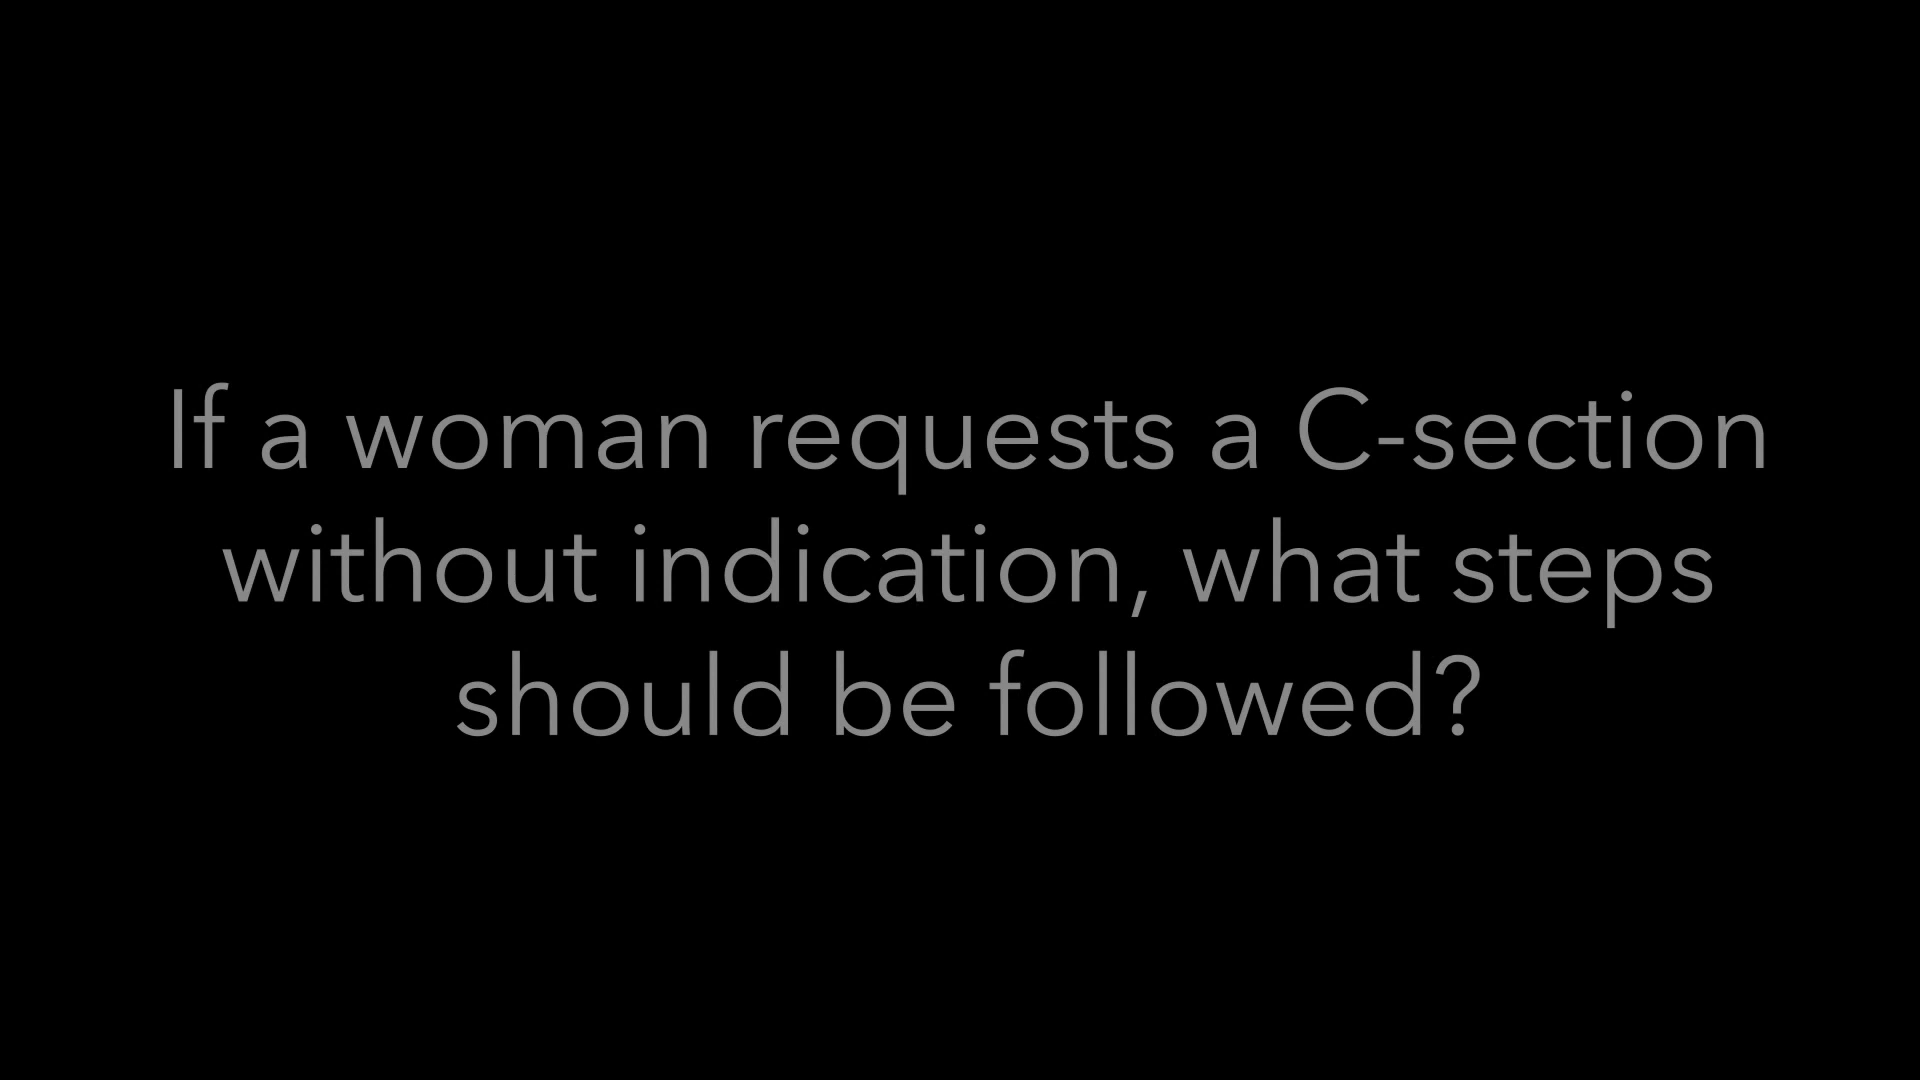 If a woman requests a C-section
without indication, what steps
should be followed?